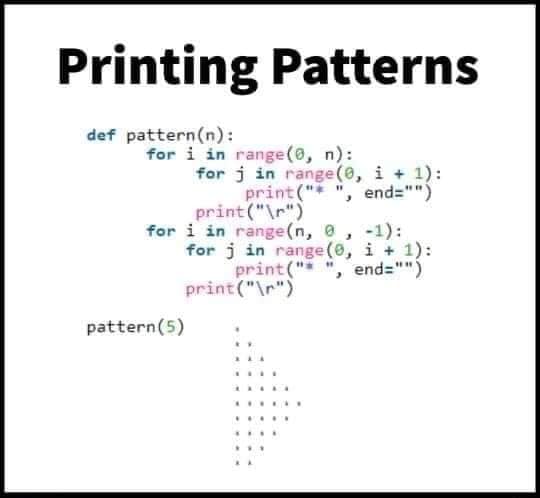 Printing Patterns
def pattern(n):
for i in range(0, n):
for j in range(0, i + 1):
print("* ", end="")
print("\r")
for i in range(n, 0 , -1):
for j in range(0, i + 1):
print("* ", end="")
print("\r")
pattern(5)
*
* *
* * *
* * * *
* * * * *
* * * * * *
* * * * *
* * * *
* * *
* *